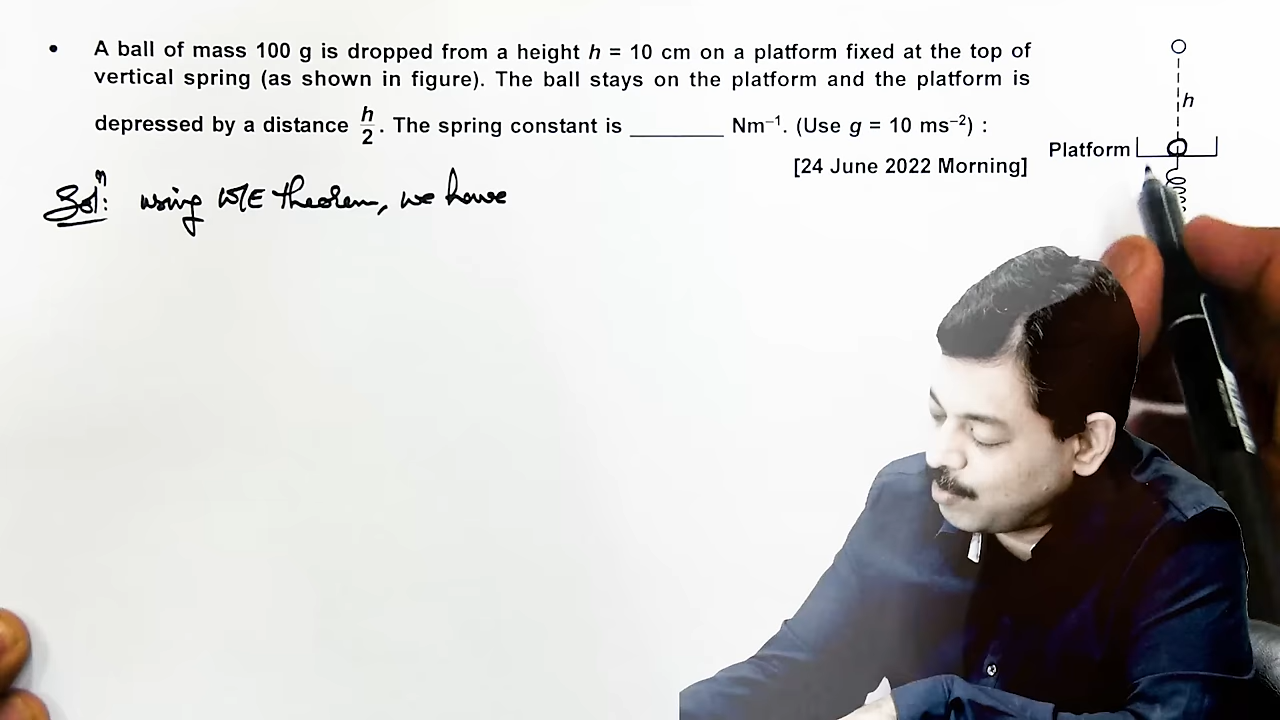 • A ball of mass 100 g is dropped from a height h = 10 cm on a platform fixed at the top of
vertical spring (as shown in figure). The ball stays on the platform and the platform is
depressed by a distance h/2. The spring constant is ________ Nm⁻¹. (Use g = 10 ms⁻²) :
[24 June 2022 Morning]
h
Platform
Solⁿ: using W/E theorem, we have